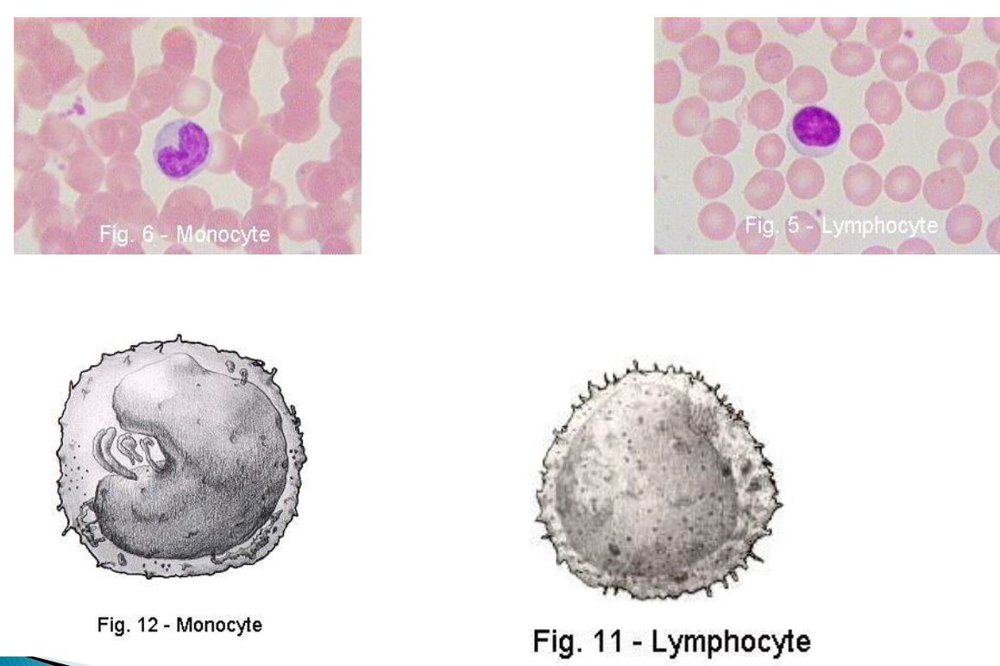 Fig. 6 - Monocyte
Fig. 5 - Lymphocyte
Fig. 12 - Monocyte
Fig. 11 - Lymphocyte